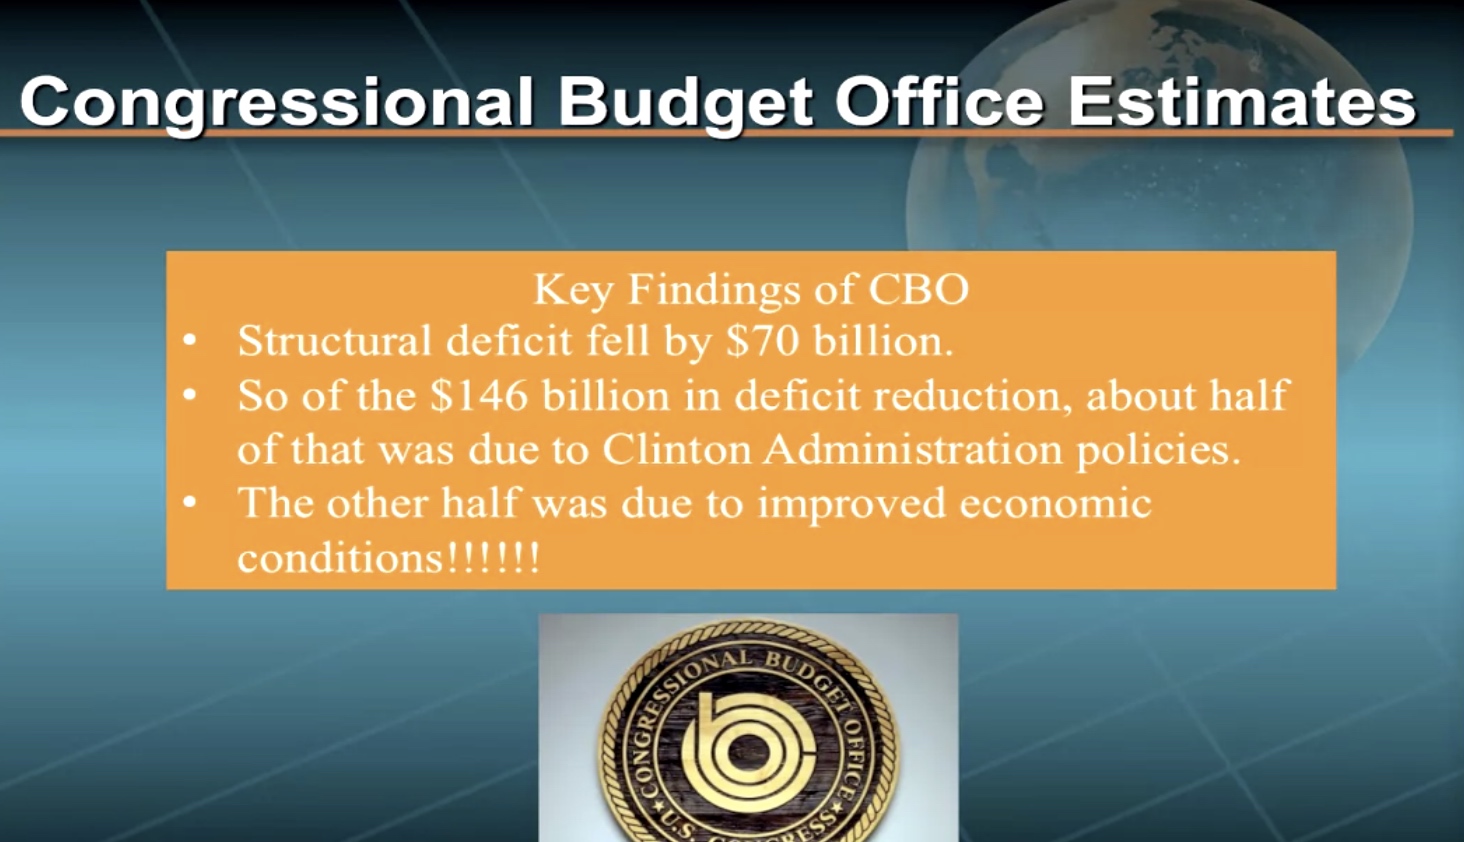 Congressional Budget Office Estimates
Key Findings of CBO
• Structural deficit fell by $70 billion.
• So of the $146 billion in deficit reduction, about half
of that was due to Clinton Administration policies.
• The other half was due to improved economic
conditions!!!!!!
CONGRESSIONAL BUDGET OFFICE
U.S. CONGRESS